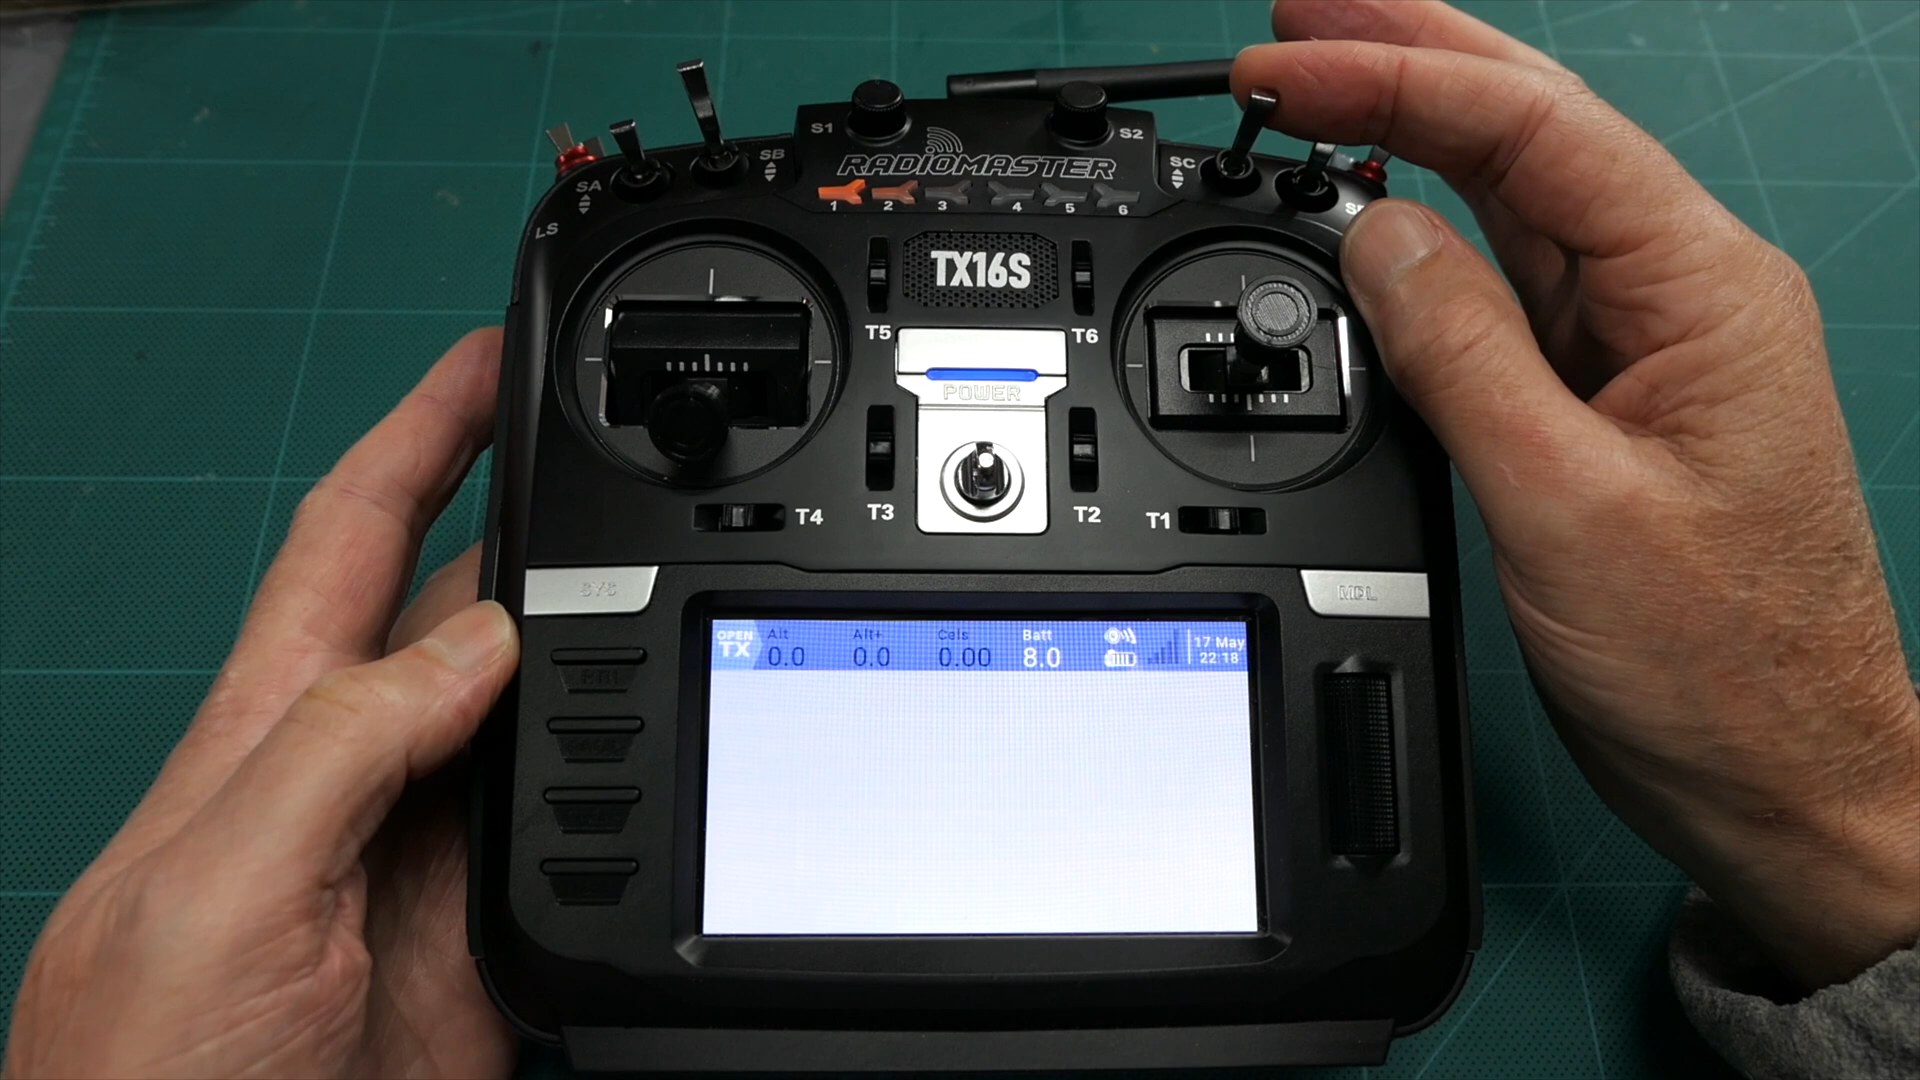 S1
S2
RADIOMASTER
SB
SC
SA
LS
1 2 3 4 5 6
TX16S
T5
T6
POWER
T4
T3
T2
T1
SYS
MDL
OPEN TX
Alt Alt+ Cels Batt
0.0 0.0 0.00 8.0
17 May
22:18